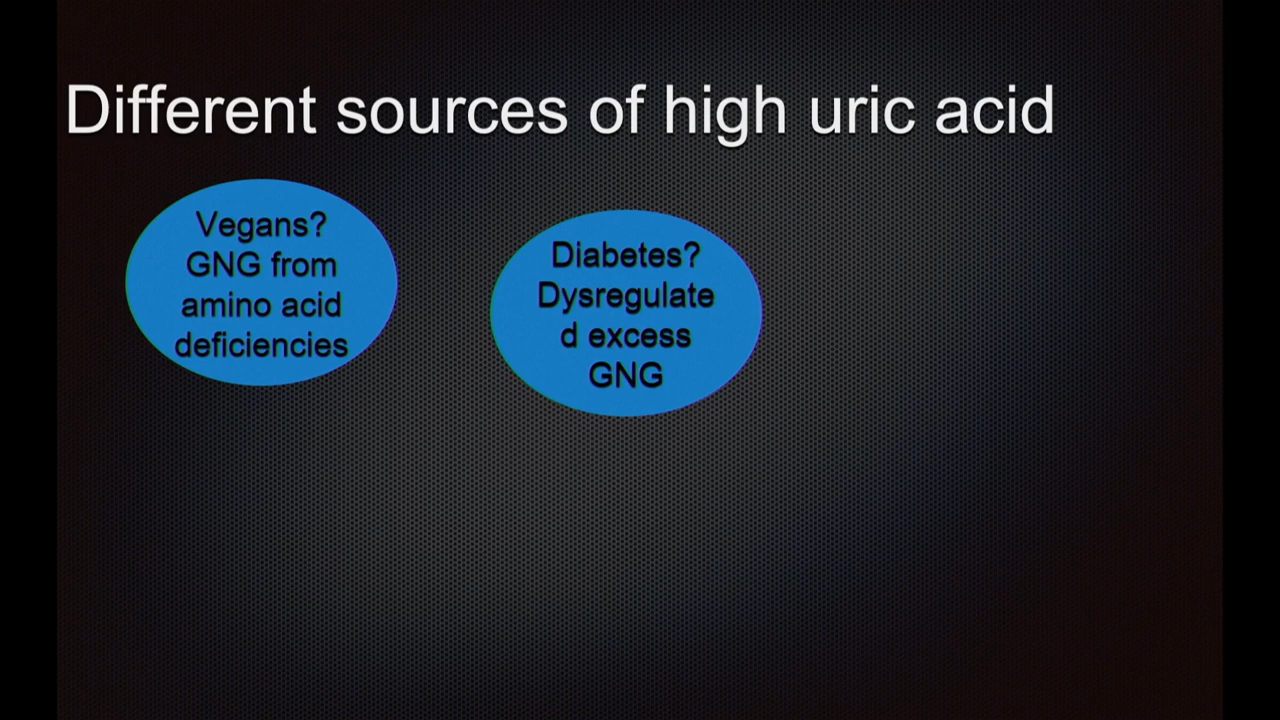 Different sources of high uric acid
Vegans?
GNG from
amino acid
deficiencies
Diabetes?
Dysregulate
d excess
GNG